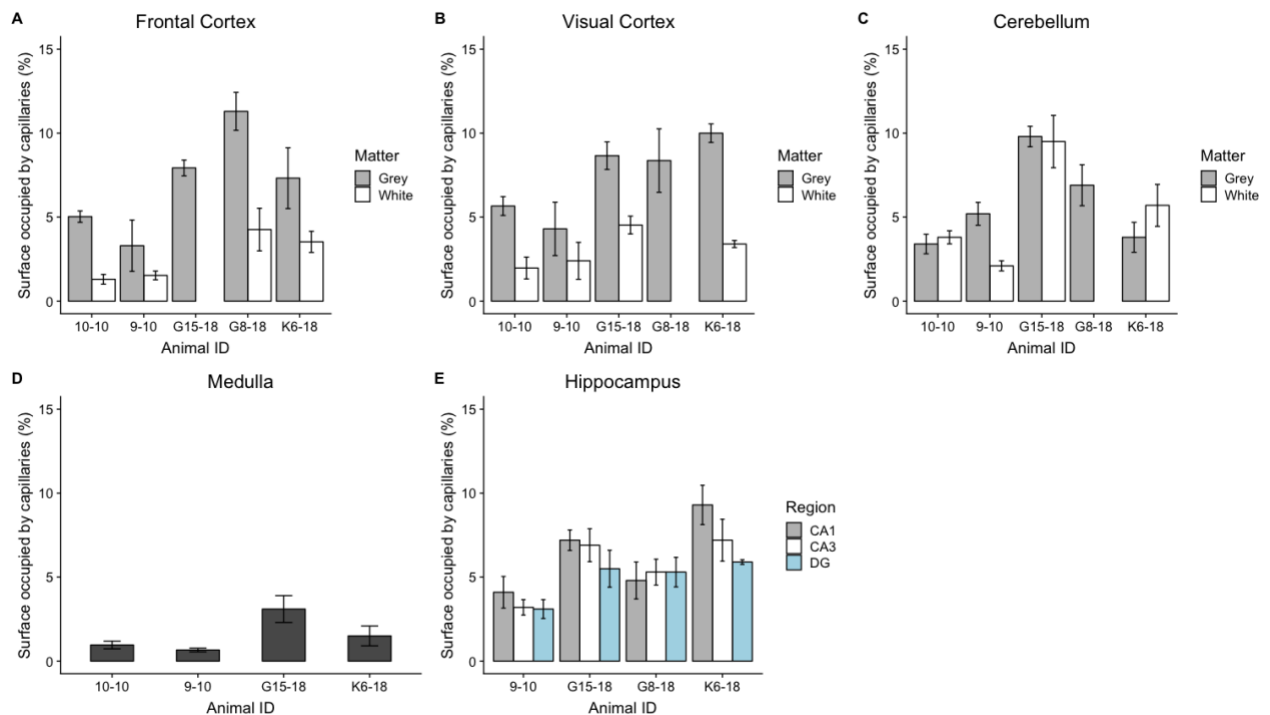 A
Frontal Cortex
Surface occupied by capillaries (%)
15
10
5
0
10-10 9-10 G15-18 G8-18 K6-18
Animal ID
Matter
Grey
White
B
Visual Cortex
Surface occupied by capillaries (%)
15
10
5
0
10-10 9-10 G15-18 G8-18 K6-18
Animal ID
Matter
Grey
White
C
Cerebellum
Surface occupied by capillaries (%)
15
10
5
0
10-10 9-10 G15-18 G8-18 K6-18
Animal ID
Matter
Grey
White
D
Medulla
Surface occupied by capillaries (%)
15
10
5
0
10-10 9-10 G15-18 K6-18
Animal ID
E
Hippocampus
Surface occupied by capillaries (%)
15
10
5
0
9-10 G15-18 G8-18 K6-18
Animal ID
Region
CA1
CA3
DG